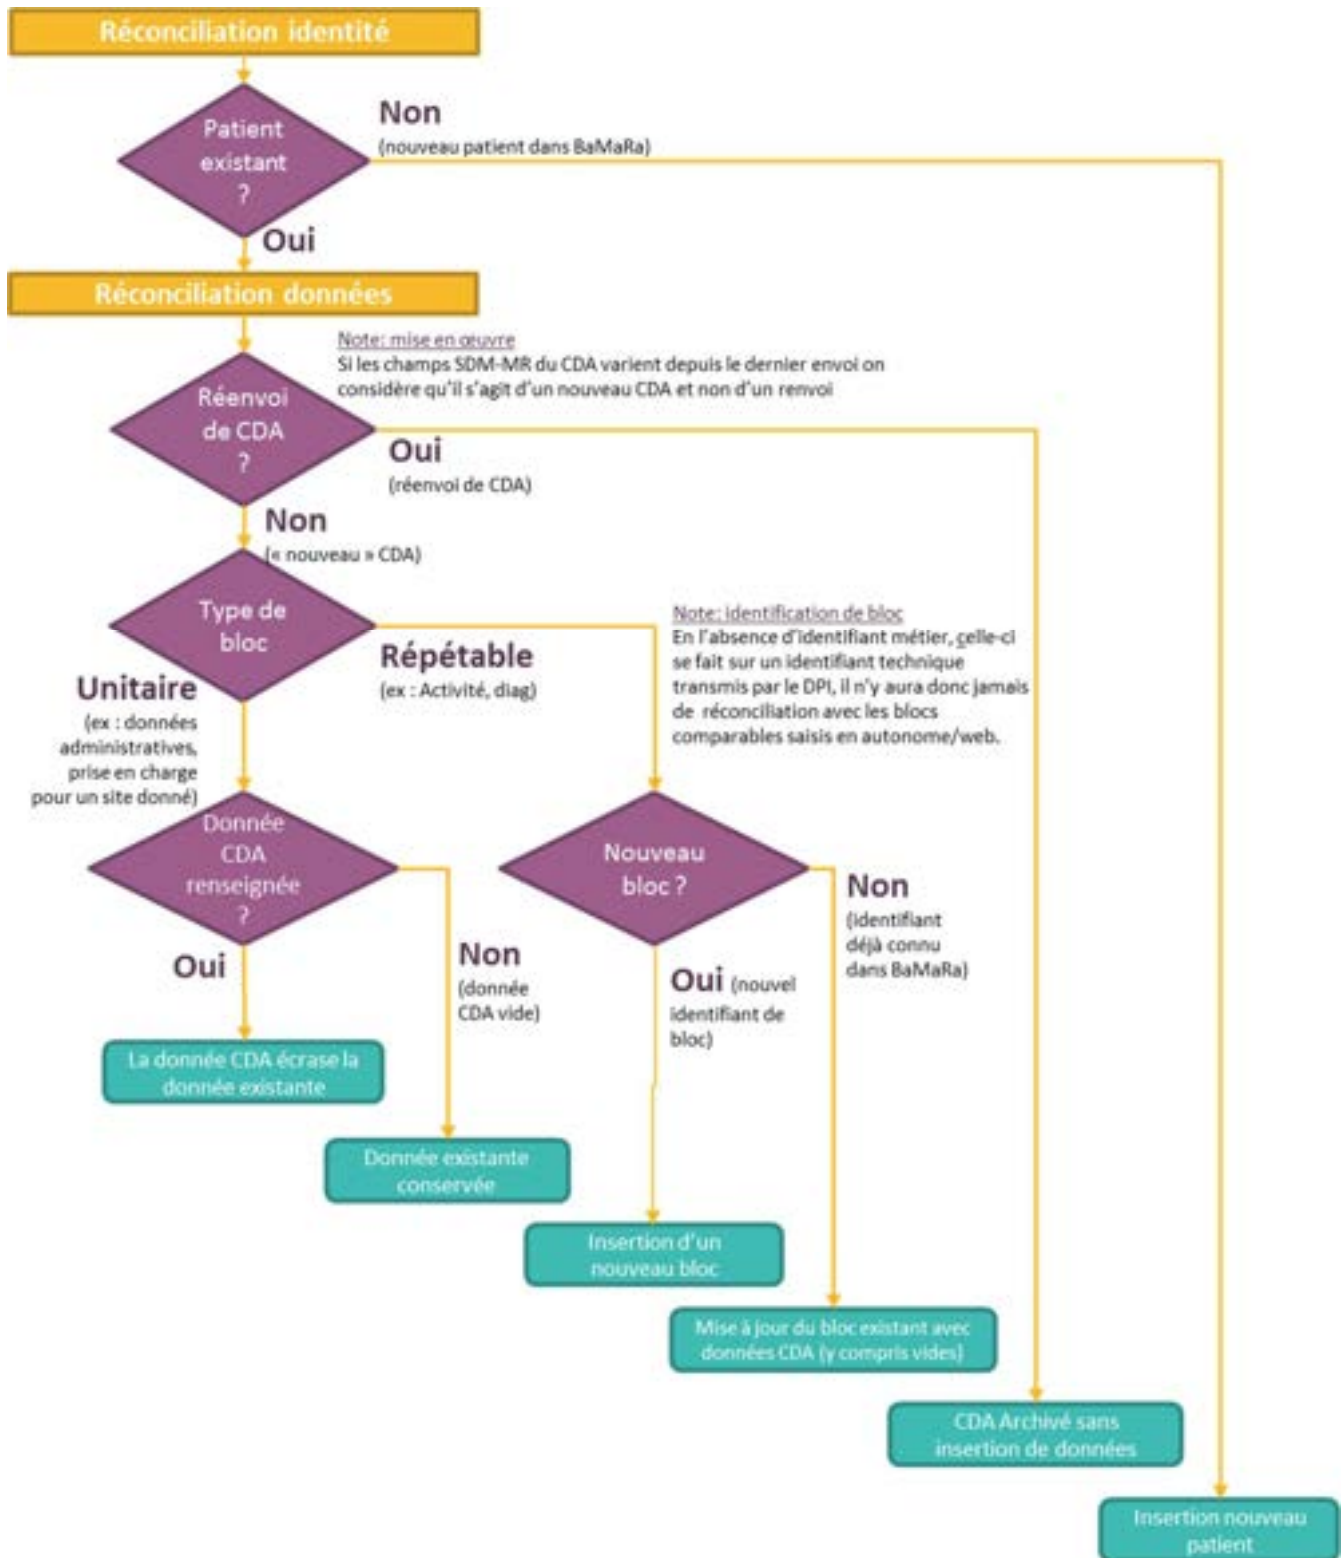 Réconciliation identité
Patient
existant
?
Non
(nouveau patient dans BaMaRa)
Oui
Réconciliation données
Note: mise en œuvre
Si les champs SDM-MR du CDA varient depuis le dernier envoi on
considère qu'il s'agit d'un nouveau CDA et non d'un renvoi
Réenvoi
de CDA
?
Oui
(réenvoi de CDA)
Non
(« nouveau » CDA)
Type de
bloc
Répétable
(ex : Activité, diag)
Note: identification de bloc
En l'absence d'identifiant métier, celle-ci
se fait sur un identifiant technique
transmis par le DPI, il n'y aura donc jamais
de réconciliation avec les blocs
comparables saisis en autonome/web.
Unitaire
(ex : données
administratives,
prise en charge
pour un site donné)
Donnée
CDA
renseignée
?
Nouveau
bloc ?
Non
(identifiant
déjà connu
dans BaMaRa)
Oui
Non
(donnée
CDA vide)
Oui (nouvel
identifiant de
bloc)
La donnée CDA écrase la
donnée existante
Donnée existante
conservée
Insertion d'un
nouveau bloc
Mise à jour du bloc existant avec
données CDA (y compris vides)
CDA Archivé sans
insertion de données
Insertion nouveau
patient